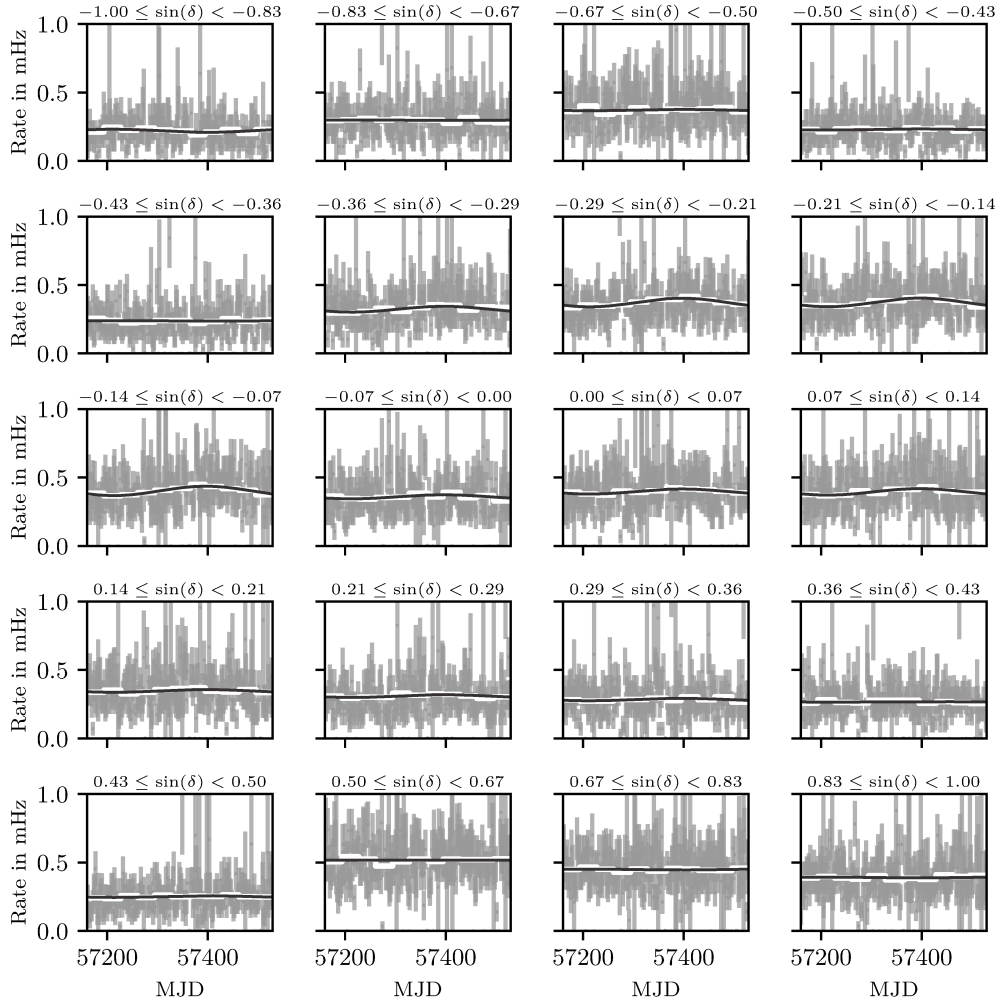 −1.00 ≤ sin(δ) < −0.83 −0.83 ≤ sin(δ) < −0.67 −0.67 ≤ sin(δ) < −0.50 −0.50 ≤ sin(δ) < −0.43
1.0
0.5
0.0
Rate in mHz
−0.43 ≤ sin(δ) < −0.36 −0.36 ≤ sin(δ) < −0.29 −0.29 ≤ sin(δ) < −0.21 −0.21 ≤ sin(δ) < −0.14
1.0
0.5
0.0
Rate in mHz
−0.14 ≤ sin(δ) < −0.07 −0.07 ≤ sin(δ) < 0.00 0.00 ≤ sin(δ) < 0.07 0.07 ≤ sin(δ) < 0.14
1.0
0.5
0.0
Rate in mHz
0.14 ≤ sin(δ) < 0.21 0.21 ≤ sin(δ) < 0.29 0.29 ≤ sin(δ) < 0.36 0.36 ≤ sin(δ) < 0.43
1.0
0.5
0.0
Rate in mHz
0.43 ≤ sin(δ) < 0.50 0.50 ≤ sin(δ) < 0.67 0.67 ≤ sin(δ) < 0.83 0.83 ≤ sin(δ) < 1.00
1.0
0.5
0.0
Rate in mHz
57200 57400 57200 57400 57200 57400 57200 57400
MJD MJD MJD MJD